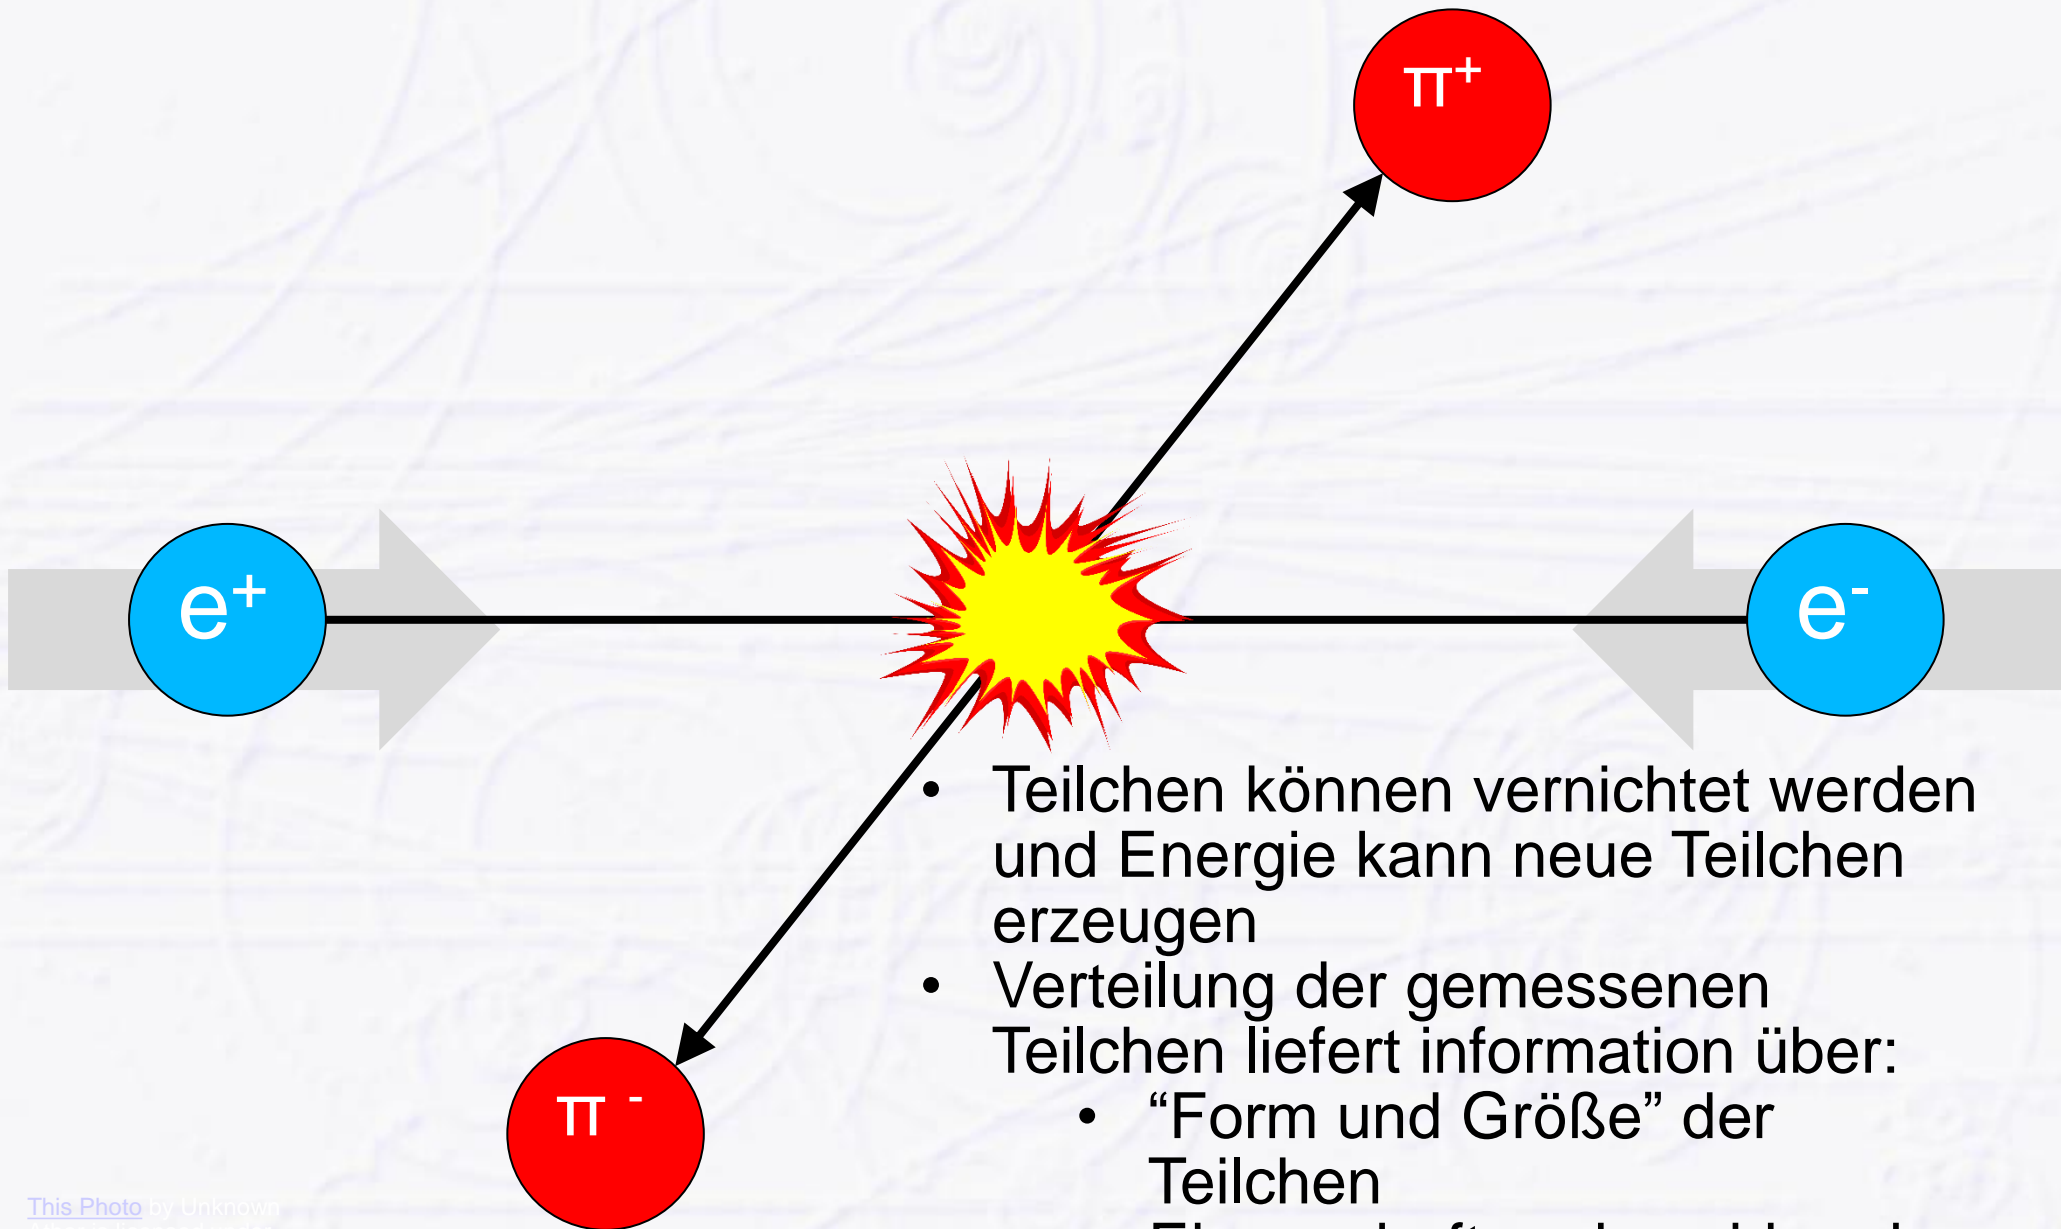 π+
e+
e-
• Teilchen können vernichtet werden
und Energie kann neue Teilchen
erzeugen
• Verteilung der gemessenen
Teilchen liefert information über:
• “Form und Größe” der
Teilchen
π -
This Photo by Unknown